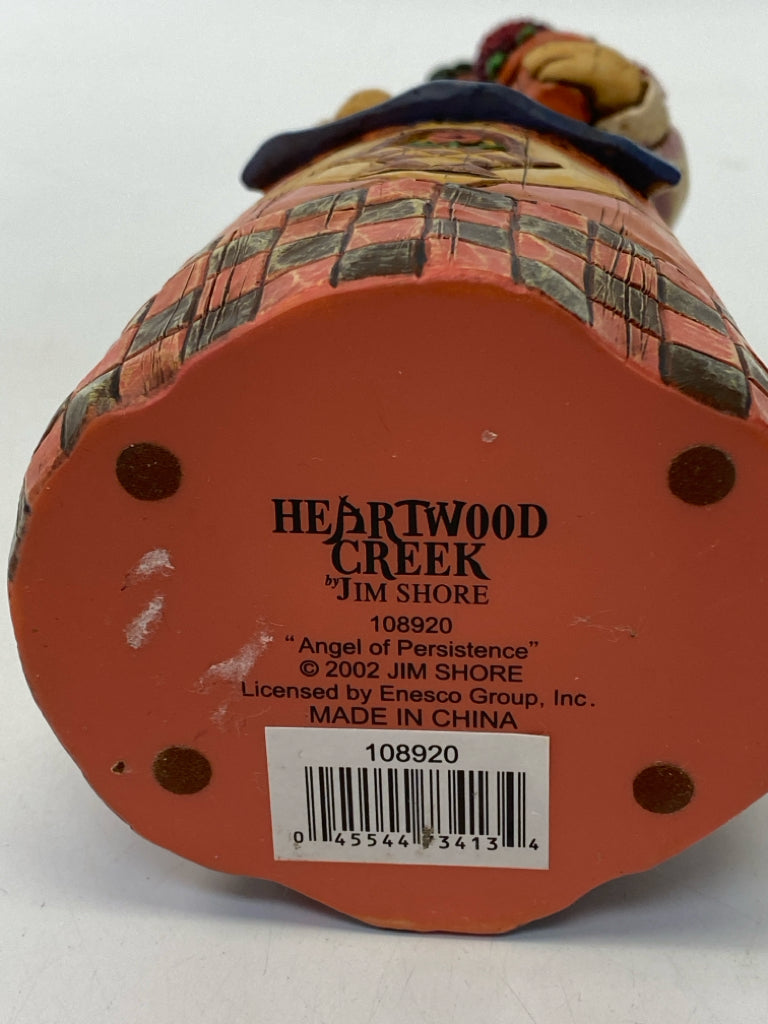 HEARTWOOD
CREEK
by JIM SHORE
108920
“Angel of Persistence”
© 2002 JIM SHORE
Licensed by Enesco Group, Inc.
MADE IN CHINA
108920
0 45544 73413 4